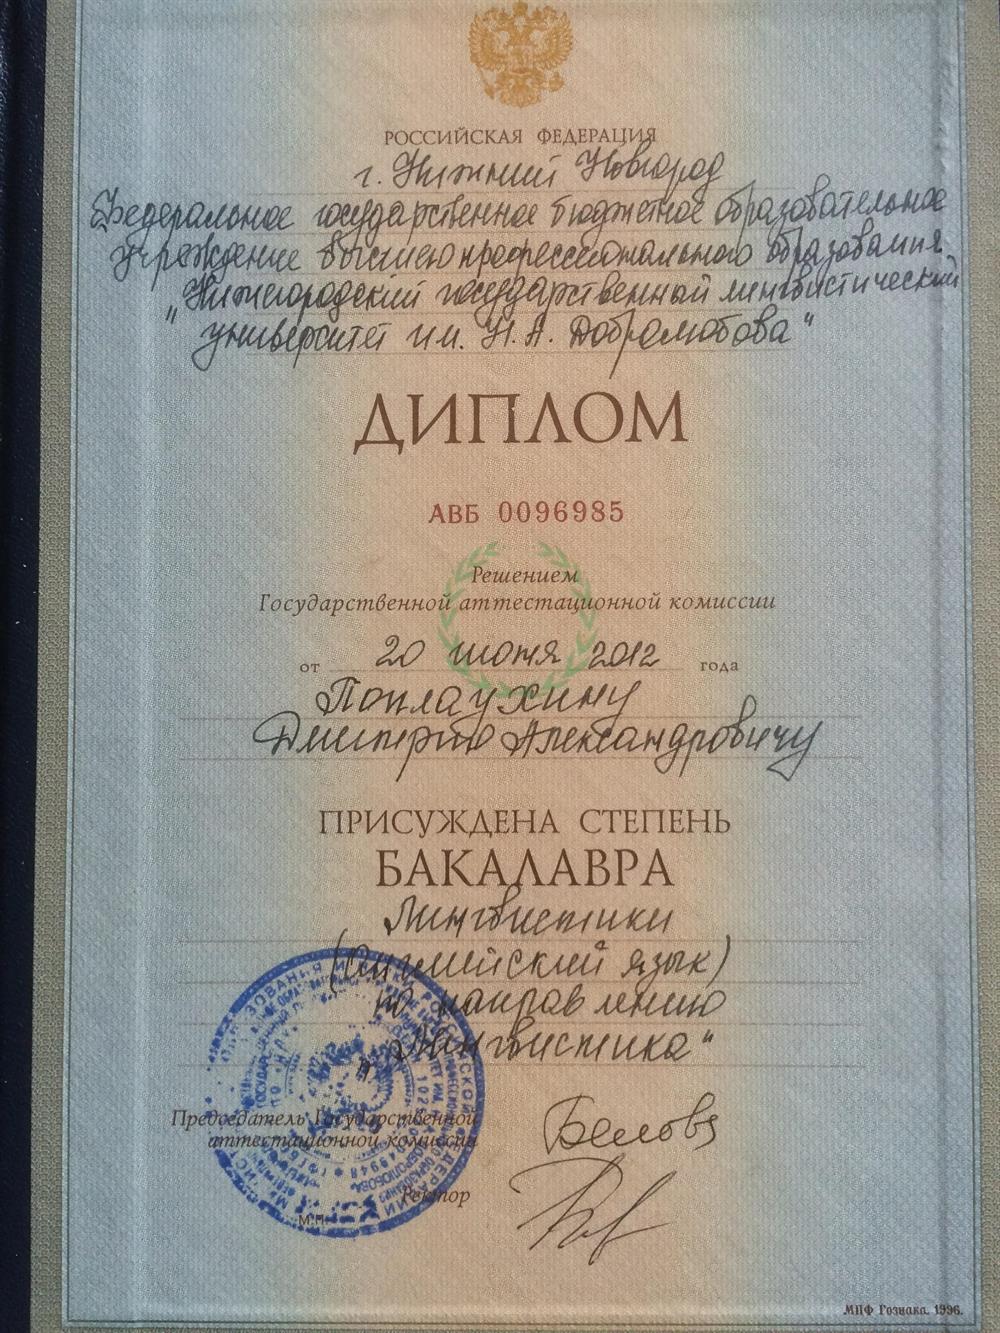 РОССИЙСКАЯ ФЕДЕРАЦИЯ
г. Нижний Новгород
Федеральное государственное бюджетное образовательное
учреждение высшего профессионального образования
"Нижегородский государственный лингвистический
университет им. Н.А. Добролюбова"
ДИПЛОМ
АВБ 0096985
Решением
Государственной аттестационной комиссии
от 20 июня 2012 года
Поплаухину
Дмитрию Александровичу
ПРИСУЖДЕНА СТЕПЕНЬ
БАКАЛАВРА
Лингвистики
(Английский язык)
по направлению
"Лингвистика"
Председатель Государственной
аттестационной комиссии
Белова
Ректор
М.П.
МПФ Гознака. 1996.